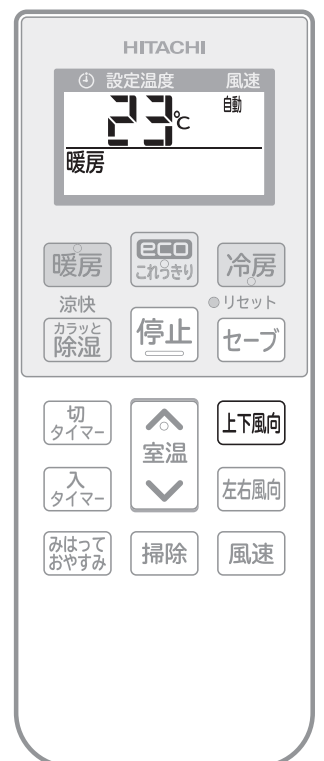 HITACHI
設定温度 風速
23℃ 自動
暖房
暖房 eco これっきり 冷房
涼快 リセット
カラッと 除湿 停止 セーブ
切 タイマー 室温 上下風向
入 タイマー 左右風向
みはって おやすみ 掃除 風速